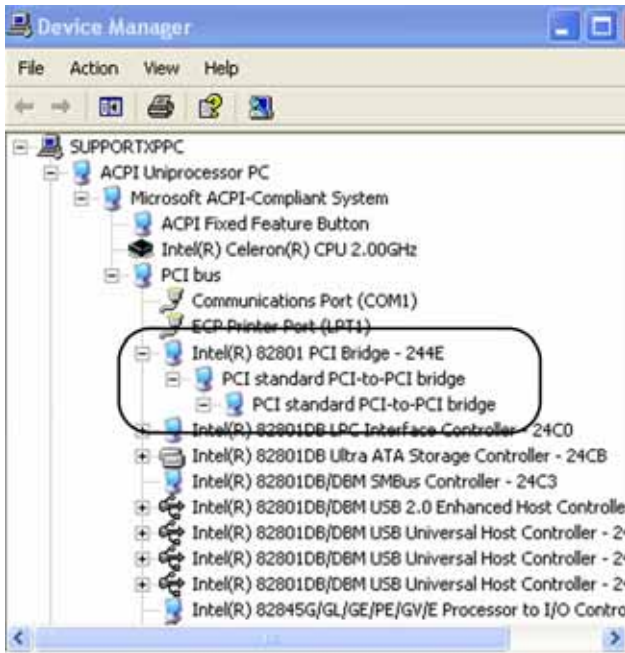 Device Manager
File Action View Help
SUPPORTXPPC
ACPI Uniprocessor PC
Microsoft ACPI-Compliant System
ACPI Fixed Feature Button
Intel(R) Celeron(R) CPU 2.00GHz
PCI bus
Communications Port (COM1)
ECP Printer Port (LPT1)
Intel(R) 82801 PCI Bridge - 244E
PCI standard PCI-to-PCI bridge
PCI standard PCI-to-PCI bridge
Intel(R) 82801DB LPC Interface Controller - 24C0
Intel(R) 82801DB Ultra ATA Storage Controller - 24CB
Intel(R) 82801DB/DBM SMBus Controller - 24C3
Intel(R) 82801DB/DBM USB 2.0 Enhanced Host Controlle
Intel(R) 82801DB/DBM USB Universal Host Controller - 2
Intel(R) 82801DB/DBM USB Universal Host Controller - 2
Intel(R) 82801DB/DBM USB Universal Host Controller - 2
Intel(R) 82845G/GL/GE/PE/GV/E Processor to I/O Contro